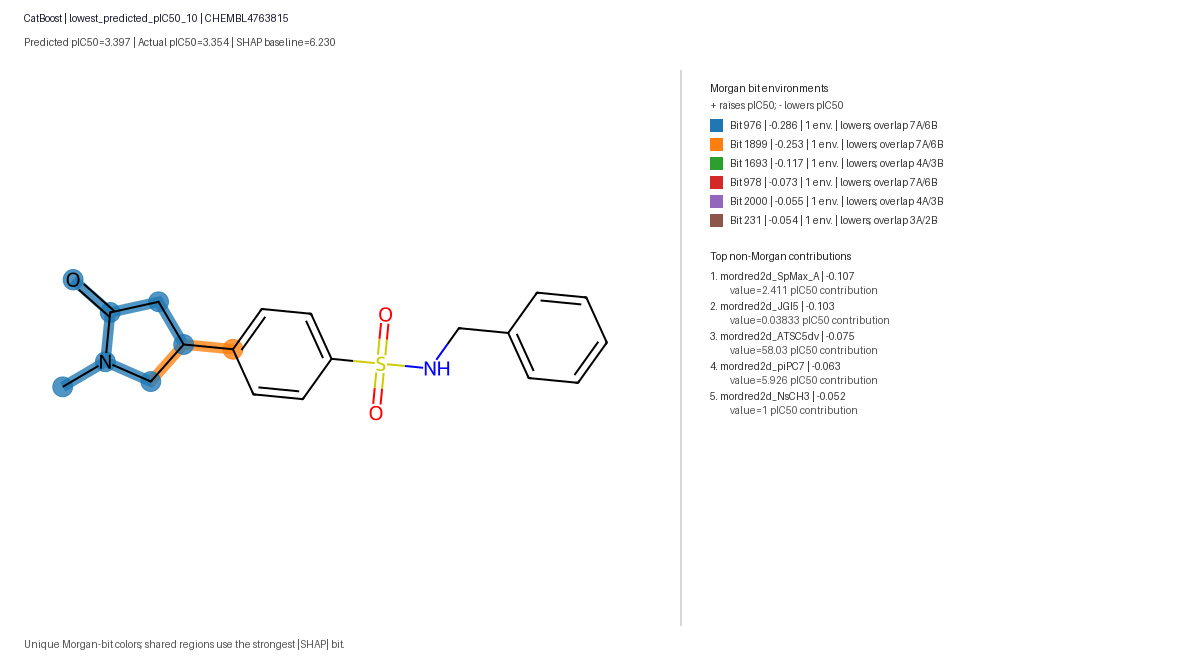 CatBoost | lowest_predicted_pIC50_10 | CHEMBL4763815
Predicted pIC50=3.397 | Actual pIC50=3.354 | SHAP baseline=6.230
Morgan bit environments
+ raises pIC50; - lowers pIC50
Bit 976 | -0.286 | 1 env. | lowers; overlap 7A/6B
Bit 1899 | -0.253 | 1 env. | lowers; overlap 7A/6B
Bit 1693 | -0.117 | 1 env. | lowers; overlap 4A/3B
Bit 978 | -0.073 | 1 env. | lowers; overlap 7A/6B
Bit 2000 | -0.055 | 1 env. | lowers; overlap 4A/3B
Bit 231 | -0.054 | 1 env. | lowers; overlap 3A/2B
Top non-Morgan contributions
1. mordred2d_SpMax_A | -0.107
value=2.411 pIC50 contribution
2. mordred2d_JGI5 | -0.103
value=0.03833 pIC50 contribution
3. mordred2d_ATSC5dv | -0.075
value=58.03 pIC50 contribution
4. mordred2d_piPC7 | -0.063
value=5.926 pIC50 contribution
5. mordred2d_NsCH3 | -0.052
value=1 pIC50 contribution
O
N
O
S
NH
O
Unique Morgan-bit colors; shared regions use the strongest |SHAP| bit.